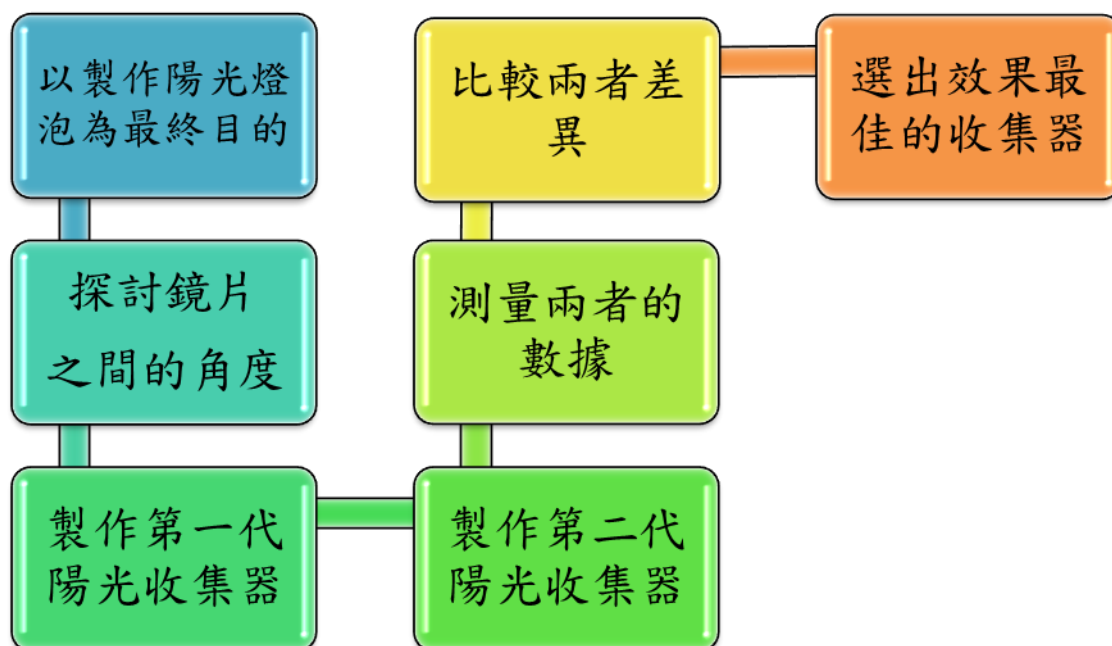 以製作陽光燈
泡為最終目的
探討鏡片
之間的角度
製作第一代
陽光收集器
製作第二代
陽光收集器
測量兩者的
數據
比較兩者差
異
選出效果最
佳的收集器